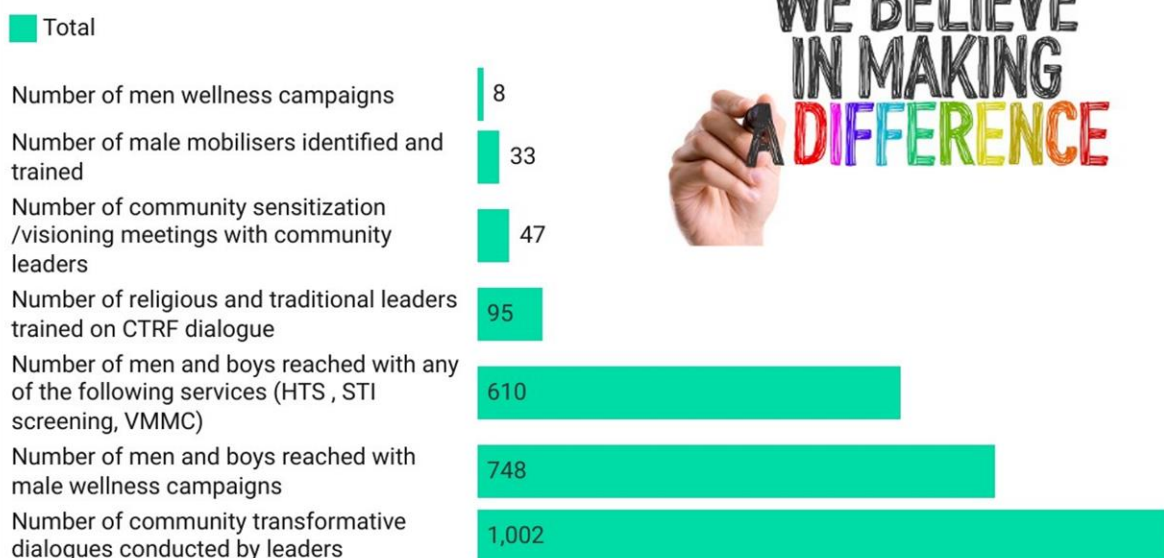 Total
WE BELIEVE
IN MAKING
A DIFFERENCE
Number of men wellness campaigns
8
Number of male mobilisers identified and
trained
33
Number of community sensitization
/visioning meetings with community
leaders
47
Number of religious and traditional leaders
trained on CTRF dialogue
95
Number of men and boys reached with any
of the following services (HTS , STI
screening, VMMC)
610
Number of men and boys reached with
male wellness campaigns
748
Number of community transformative
dialogues conducted by leaders
1,002